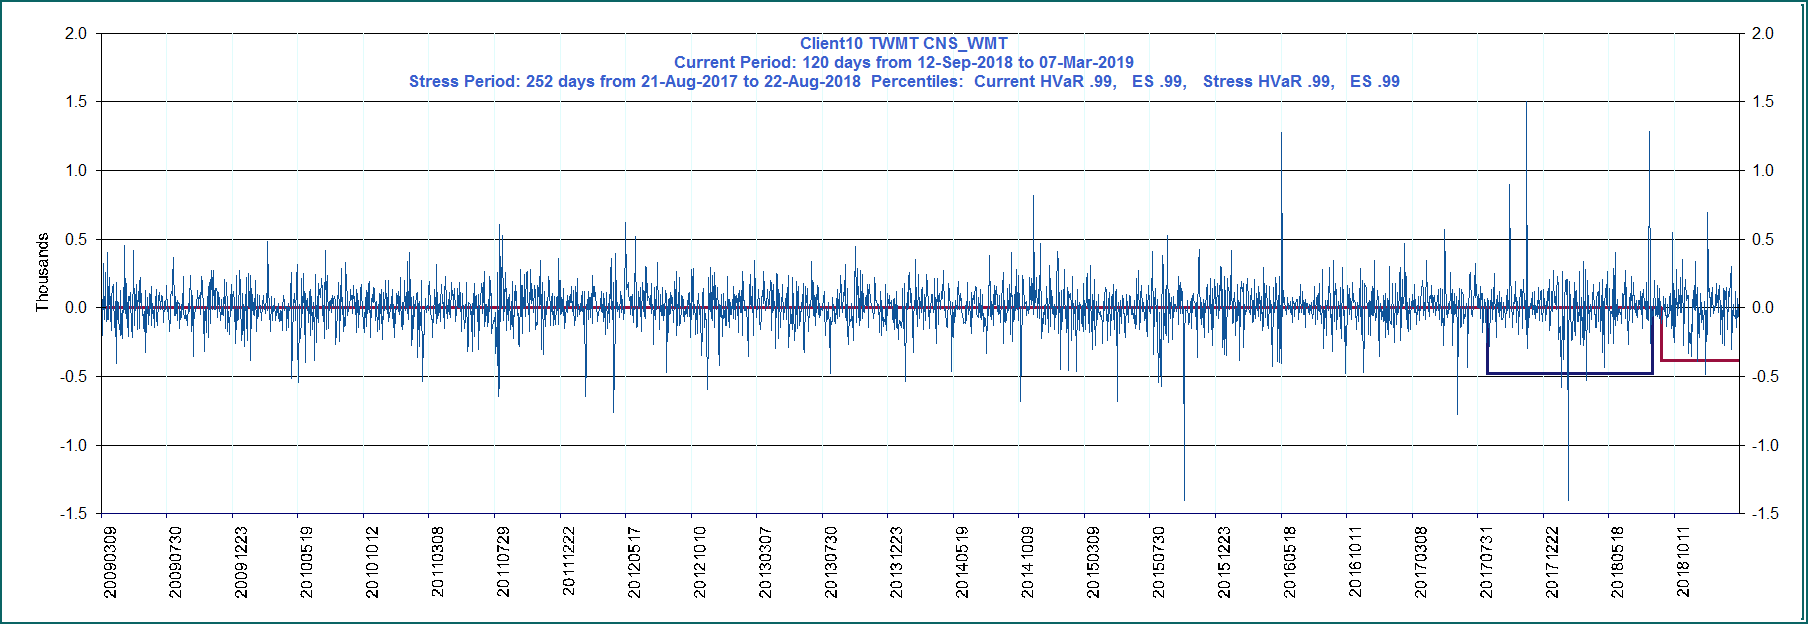 Client10 TWMT CNS_WMT
Current Period: 120 days from 12-Sep-2018 to 07-Mar-2019
Stress Period: 252 days from 21-Aug-2017 to 22-Aug-2018 Percentiles: Current HVaR .99, ES .99, Stress HVaR .99, ES .99
2.0 2.0
1.5 1.5
1.0 1.0
0.5 0.5
Thousands
0.0 0.0
-0.5 -0.5
-1.0 -1.0
-1.5 -1.5
20090309 20090730 20091223 20100519 20101012 20110308 20110729 20111222 20120517 20121010 20130307 20130730 20131223 20140519 20141009 20150309 20150730 20151223 20160518 20161011 20170308 20170731 20171222 20180518 20181011